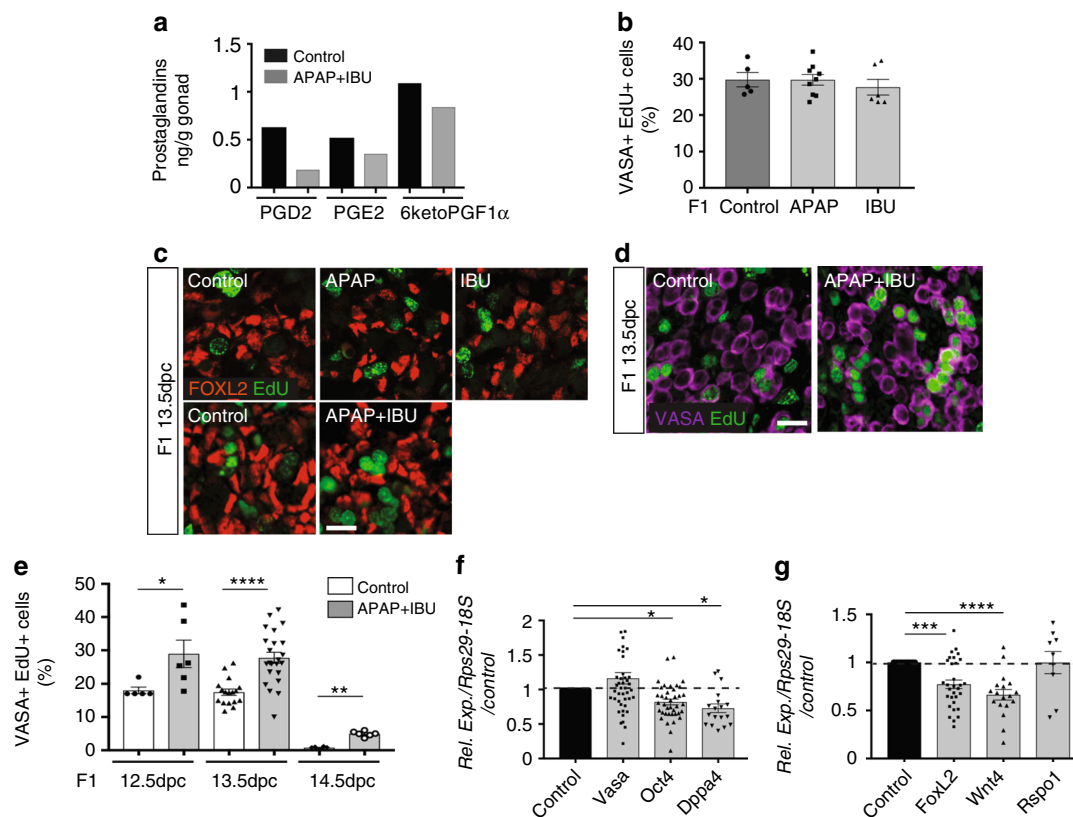 a
Prostaglandins
ng/g gonad
1.5
1
0.5
0
Control
APAP+IBU
PGD2 PGE2 6ketoPGF1α
b
VASA+ EdU+ cells
(%)
40
30
20
10
0
F1 Control APAP IBU
c
F1 13.5dpc
Control APAP IBU
FOXL2 EdU
Control APAP+IBU
d
F1 13.5dpc
Control APAP+IBU
VASA EdU
e
VASA+ EdU+ cells
(%)
50
40
30
20
10
0
* **** **
Control
APAP+IBU
F1 12.5dpc 13.5dpc 14.5dpc
f
Rel. Exp./Rps29-18S
/control
2
1.5
1
0.5
0
*
*
Control Vasa Oct4 Dppa4
g
Rel. Exp./Rps29-18S
/control
1.5
1
0.5
0
****
***
Control FoxL2 Wnt4 Rspo1